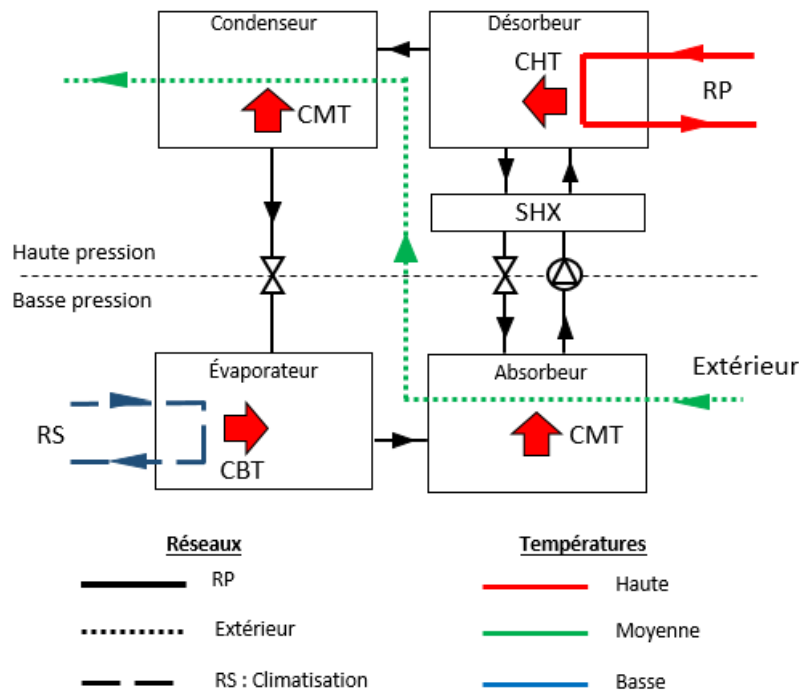 Condenseur
Désorbeur
CHT
RP
CMT
SHX
Haute pression
Basse pression
Évaporateur
Absorbeur
Extérieur
RS
CBT
CMT
Réseaux
Températures
RP
Haute
Extérieur
Moyenne
RS : Climatisation
Basse